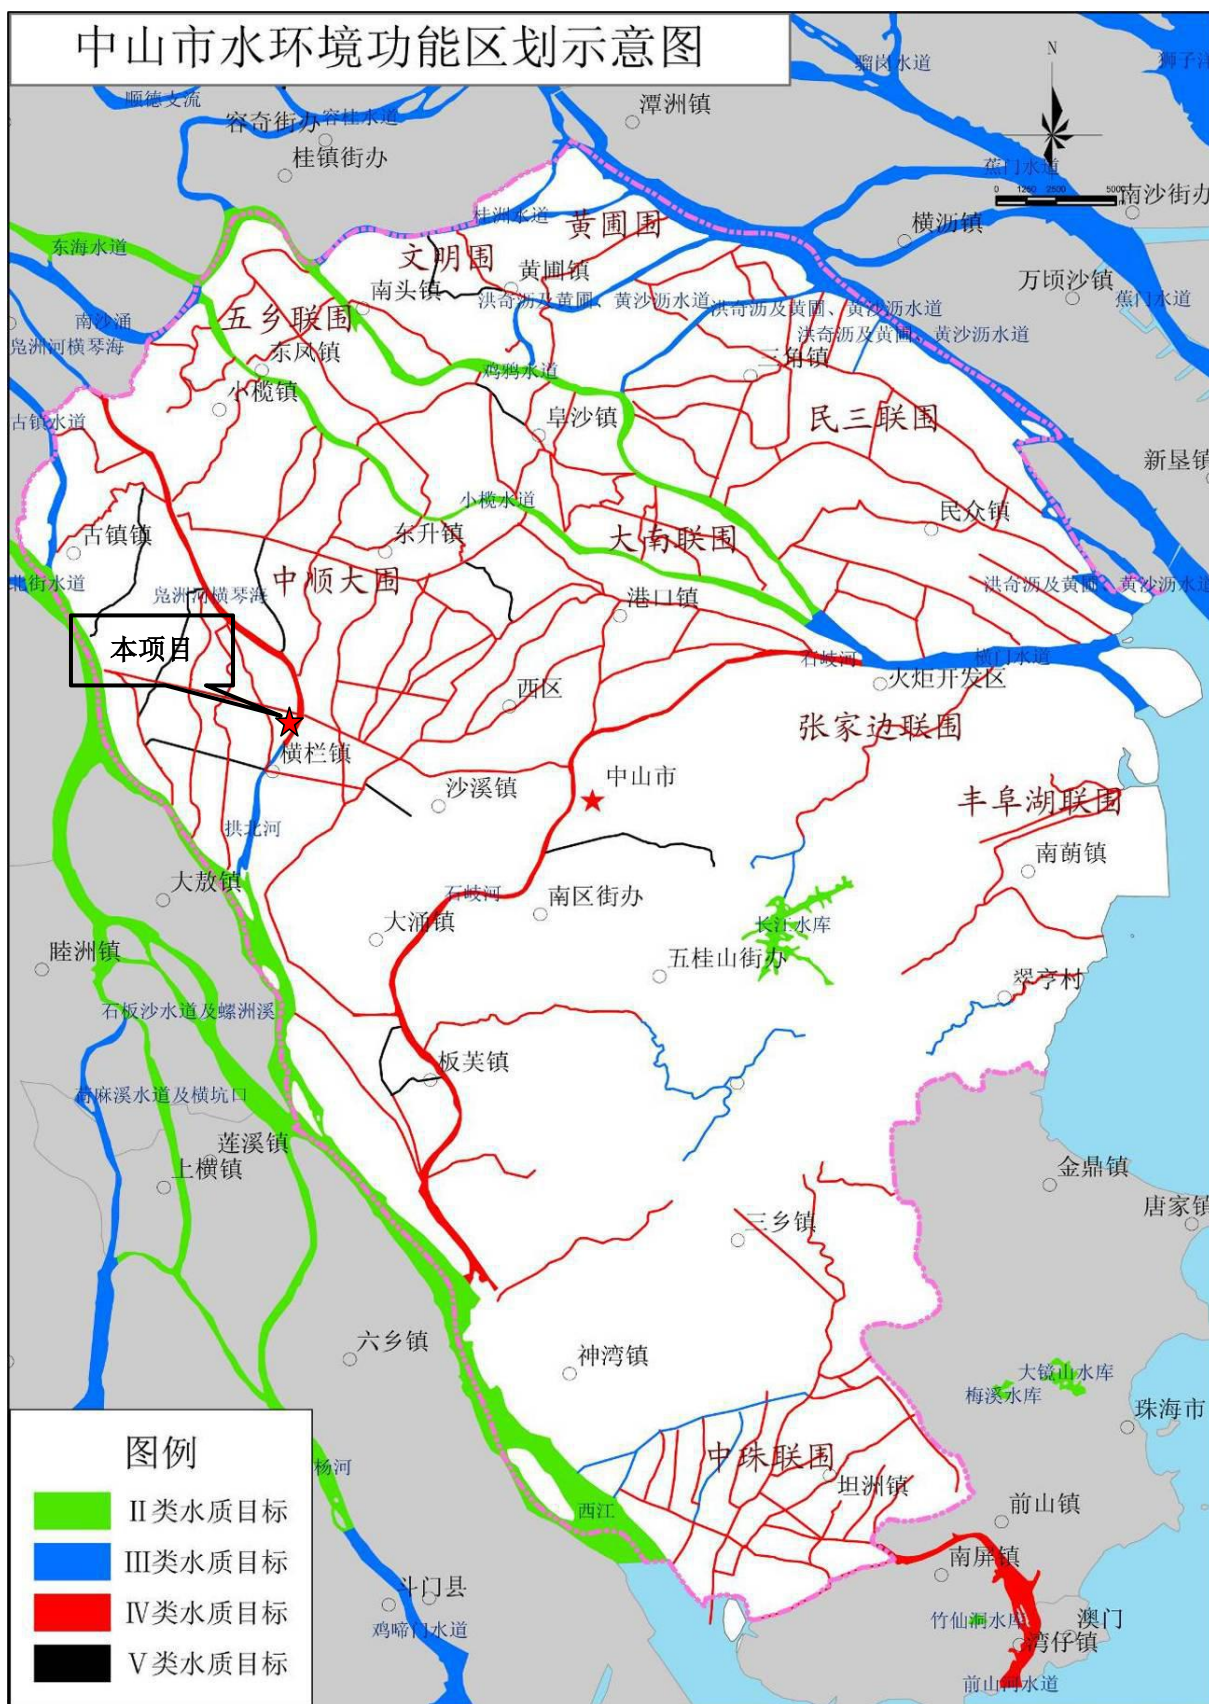 中山市水环境功能区划示意图
N
骝岗水道
狮子洋
顺德支流
容奇街办
容桂水道
潭洲镇
桂镇街办
蕉门水道
0 1250 2500 5000
南沙街办
桂洲水道
黄圃围
横沥镇
东海水道
文明围
黄圃镇
万顷沙镇
南头镇
洪奇沥及黄圃、黄沙沥水道
洪奇沥及黄圃、黄沙沥水道
蕉门水道
南沙涌
五乡联围
洪奇沥及黄圃、黄沙沥水道
凫洲河横琴海
东凤镇
鸡鸦水道
三角镇
小榄镇
古镇水道
阜沙镇
民三联围
新垦镇
小榄水道
古镇镇
东升镇
大南联围
民众镇
北街水道
中顺大围
洪奇沥及黄圃、黄沙沥水道
凫洲河横琴海
港口镇
本项目
石岐河
横门水道
西区
火炬开发区
张家边联围
横栏镇
中山市
沙溪镇
丰阜湖联围
拱北河
南蓢镇
大敖镇
石岐河
南区街办
大涌镇
长江水库
睦洲镇
五桂山街办
翠亨村
石板沙水道及螺洲溪
板芙镇
荷麻溪水道及横坑口
莲溪镇
上横镇
金鼎镇
唐家镇
三乡镇
六乡镇
神湾镇
大镜山水库
梅溪水库
珠海市
图例
中珠联围
杨河
坦洲镇
II类水质目标
西江
前山镇
III类水质目标
南屏镇
IV类水质目标
斗门县
竹仙洞水库
澳门
鸡啼门水道
湾仔镇
V类水质目标
前山河水道